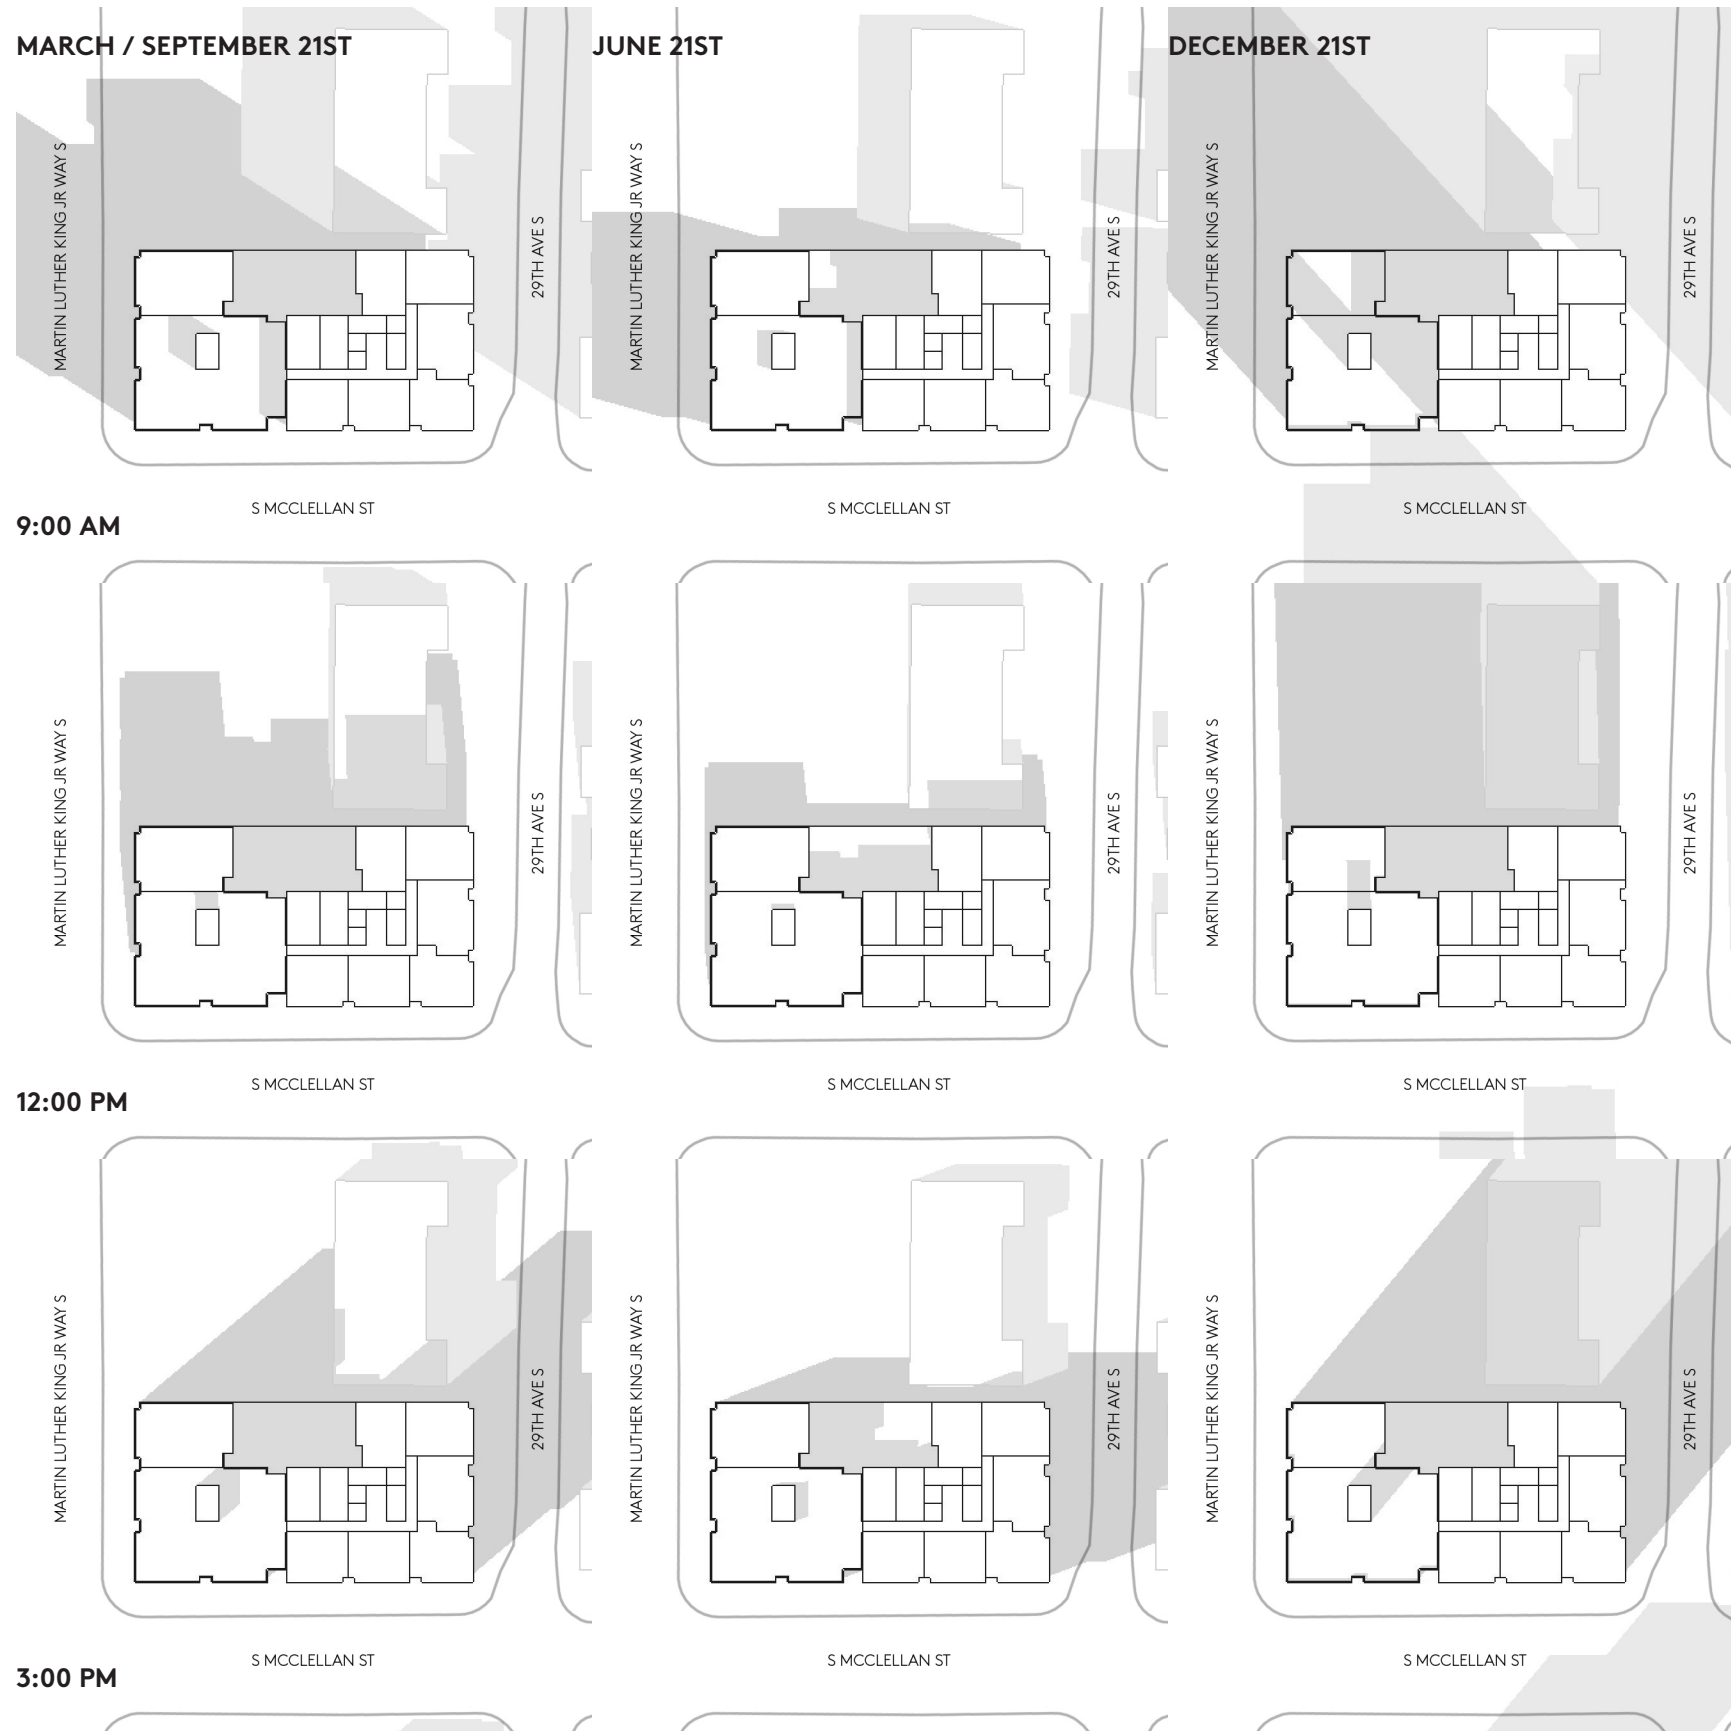 MARCH / SEPTEMBER 21ST
JUNE 21ST
DECEMBER 21ST
MARTIN LUTHER KING JR WAY S
29TH AVE S
MARTIN LUTHER KING JR WAY S
29TH AVE S
MARTIN LUTHER KING JR WAY S
29TH AVE S
S MCCLELLAN ST
S MCCLELLAN ST
S MCCLELLAN ST
9:00 AM
MARTIN LUTHER KING JR WAY S
29TH AVE S
MARTIN LUTHER KING JR WAY S
29TH AVE S
MARTIN LUTHER KING JR WAY S
29TH AVE S
S MCCLELLAN ST
S MCCLELLAN ST
S MCCLELLAN ST
12:00 PM
MARTIN LUTHER KING JR WAY S
29TH AVE S
MARTIN LUTHER KING JR WAY S
29TH AVE S
MARTIN LUTHER KING JR WAY S
29TH AVE S
S MCCLELLAN ST
S MCCLELLAN ST
S MCCLELLAN ST
3:00 PM